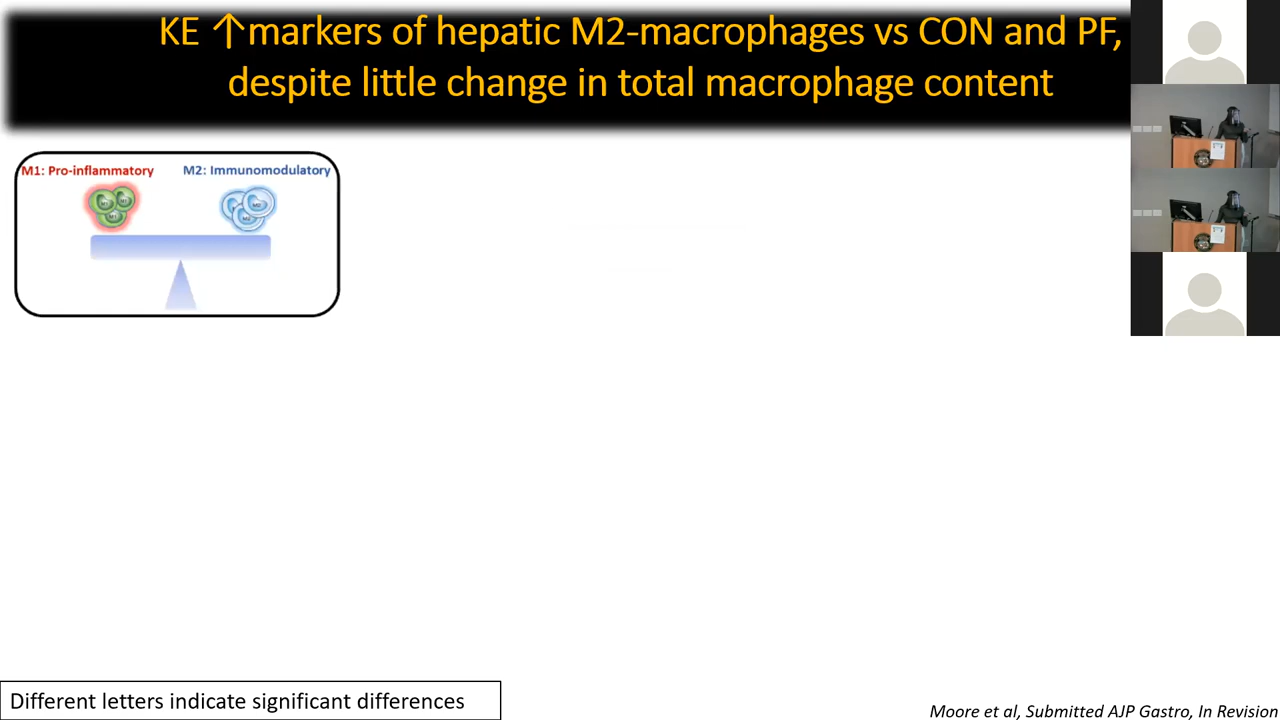 KE ↑markers of hepatic M2-macrophages vs CON and PF,
despite little change in total macrophage content
M1: Pro-inflammatory
M2: Immunomodulatory
Different letters indicate significant differences
Moore et al, Submitted AJP Gastro, In Revision